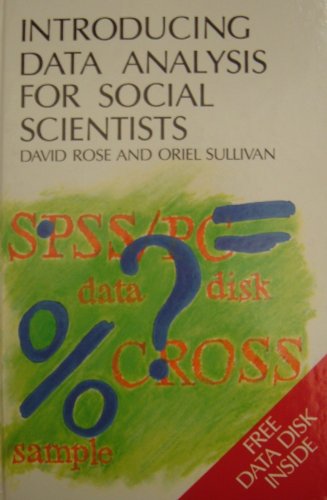 INTRODUCING
DATA ANALYSIS
FOR SOCIAL
SCIENTISTS
DAVID ROSE AND ORIEL SULLIVAN
SPSS/PC=
data ? disk
% CROSS
sample
FREE
DATA DISK
INSIDE